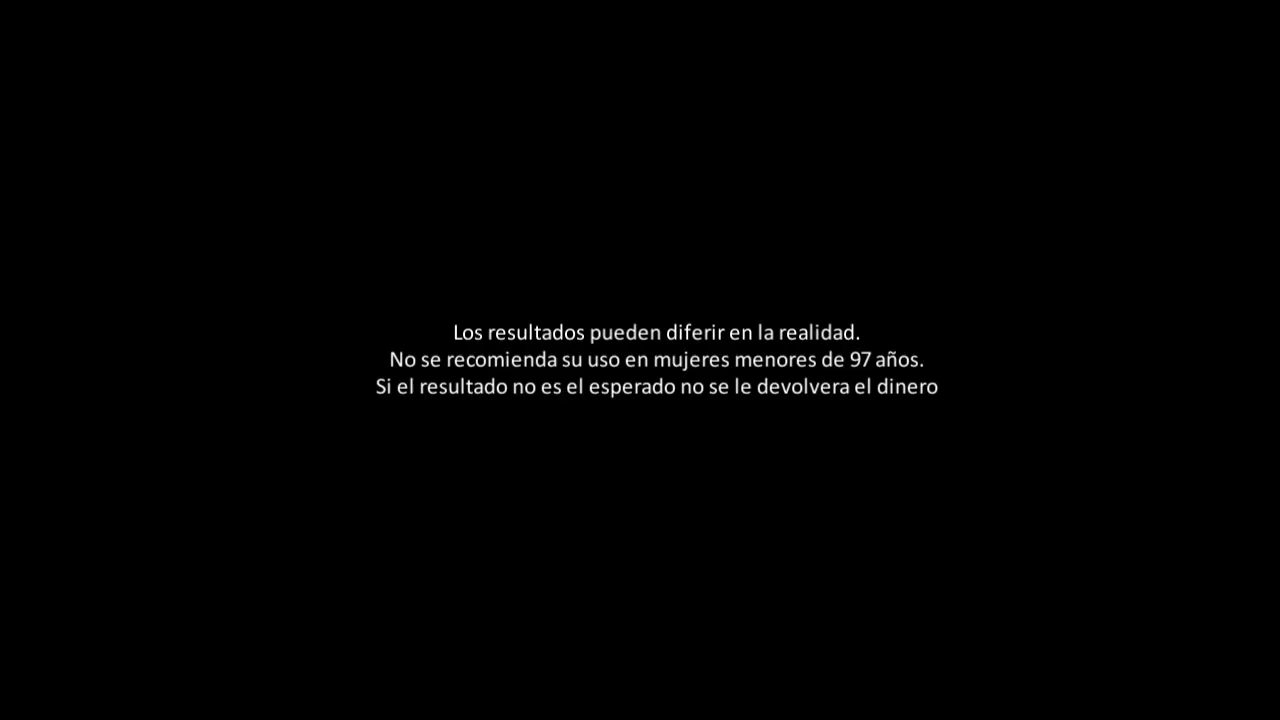 Los resultados pueden diferir en la realidad.
No se recomienda su uso en mujeres menores de 97 años.
Si el resultado no es el esperado no se le devolvera el dinero